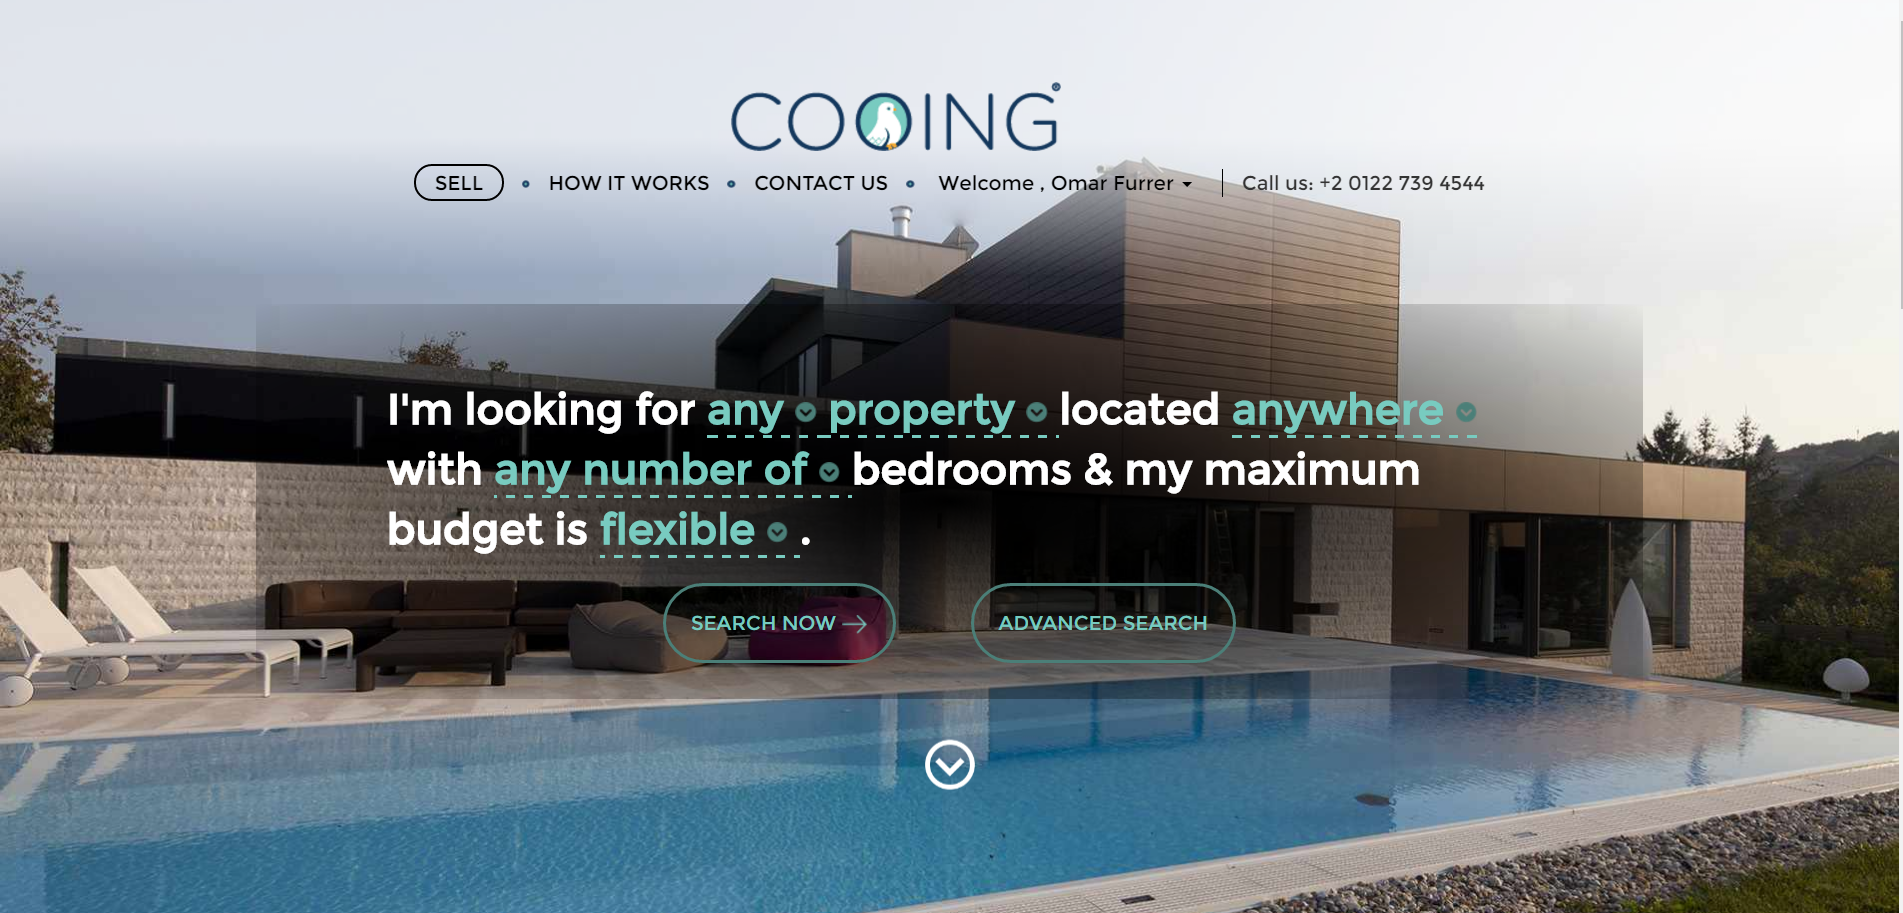 COOING
SELL HOW IT WORKS CONTACT US Welcome , Omar Furrer Call us: +2 0122 739 4544
I'm looking for any property located anywhere
with any number of bedrooms & my maximum
budget is flexible .
SEARCH NOW ADVANCED SEARCH